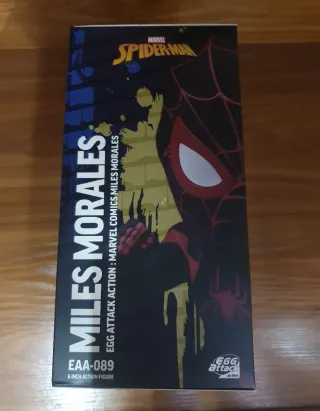 MARVEL
SPIDER-MAN
MILES MORALES
EGG ATTACK ACTION : MARVEL COMICS MILES MORALES
EAA-089
6 INCH ACTION FIGURE
EGG
attack
ACTION